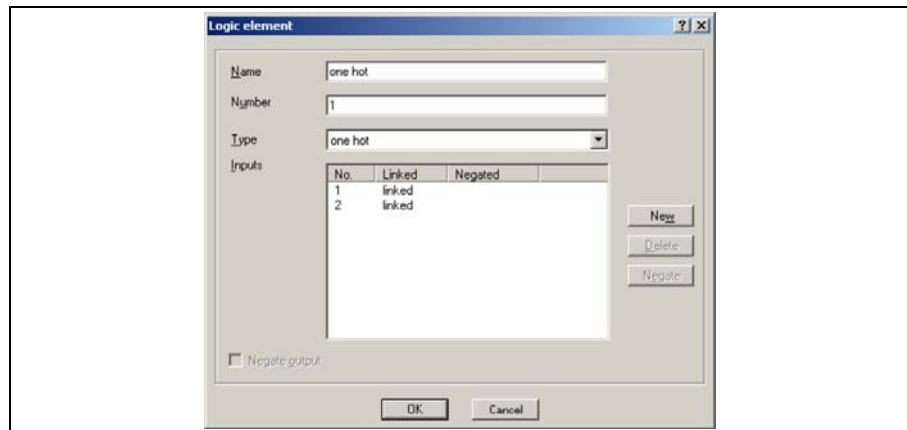 Logic element
Name one hot
Number 1
Type one hot
Inputs
No. Linked Negated
1 linked
2 linked
New
Delete
Negate
Negate output
OK Cancel